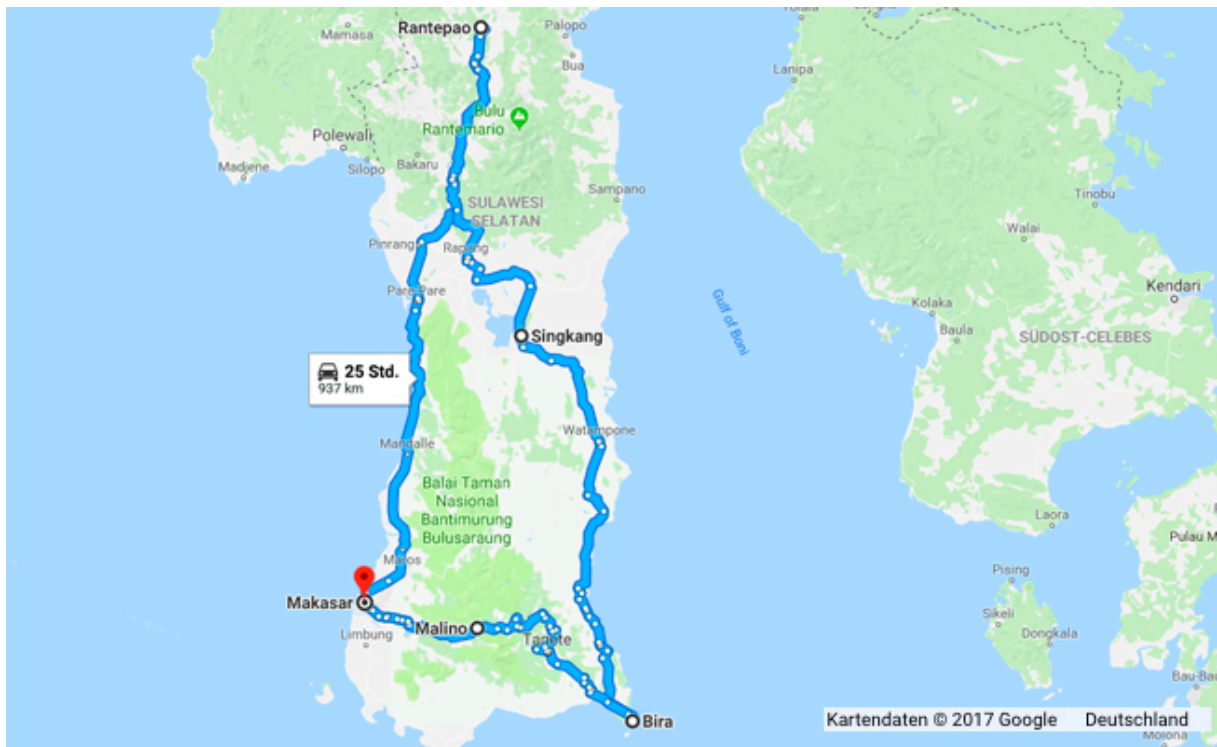 Rantepao
Palopo
Mamasa
Bua
Lanipa
Bulu
Rantemario
Polewali
Bakaru
Silopo
Madjene
Sampano
Tinobu
SULAWESI
SELATAN
Walai
Pinrang
Rapang
Kendari
Pare-Pare
Gulf of Boni
Kolaka
Baula
Singkang
SÜDOST-CELEBES
25 Std.
937 km
Watampone
Mandalle
Balai Taman
Nasional
Bantimurung
Bulusaraung
Laora
Pulau M
Maros
Pising
Makasar
Sikeli
Malino
Limbung
Tanete
Dongkala
Bau-Bau
Bira
Kartendaten © 2017 Google
Deutschland